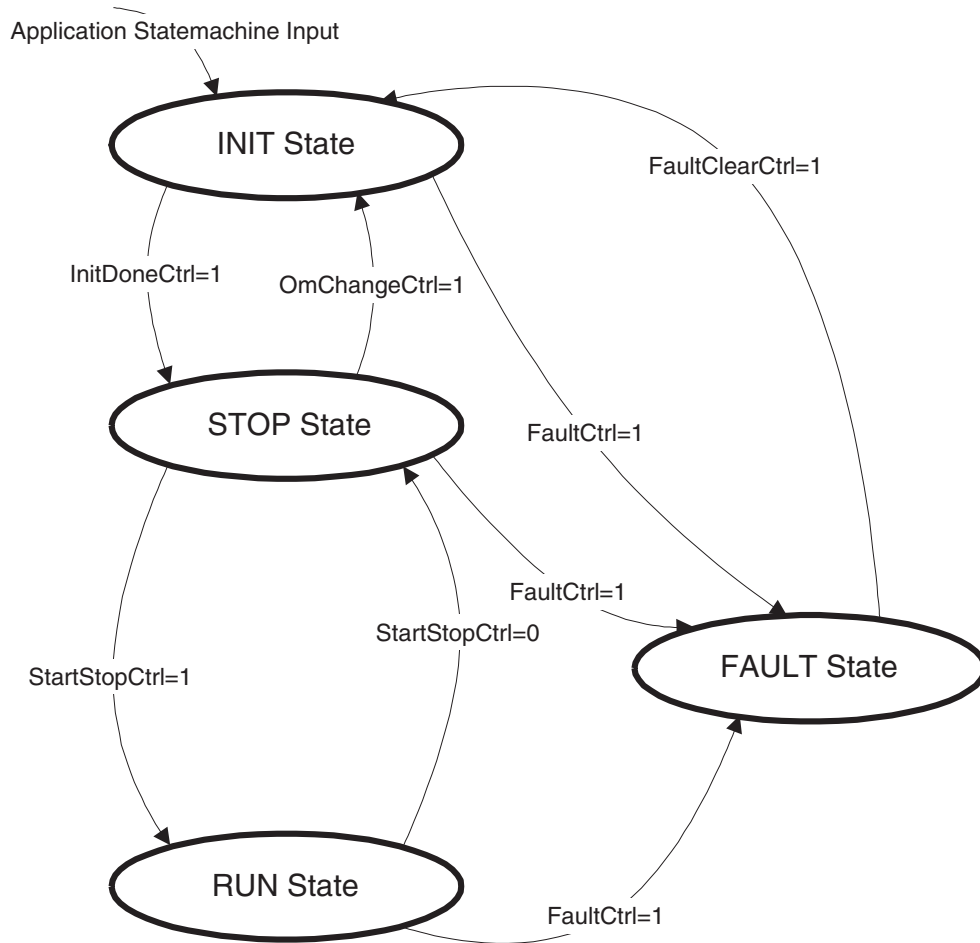 Application Statemachine Input
INIT State
FaultClearCtrl=1
InitDoneCtrl=1
OmChangeCtrl=1
STOP State
FaultCtrl=1
FaultCtrl=1
StartStopCtrl=0
StartStopCtrl=1
FAULT State
RUN State
FaultCtrl=1